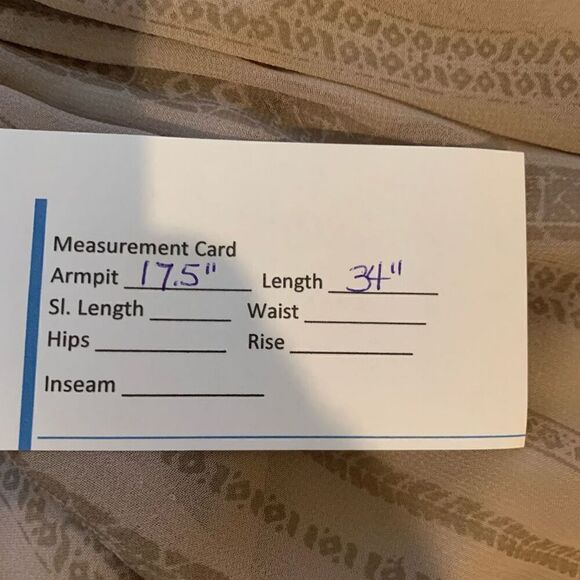 Measurement Card
Armpit 17.5" Length 34"
Sl. Length Waist
Hips Rise
Inseam